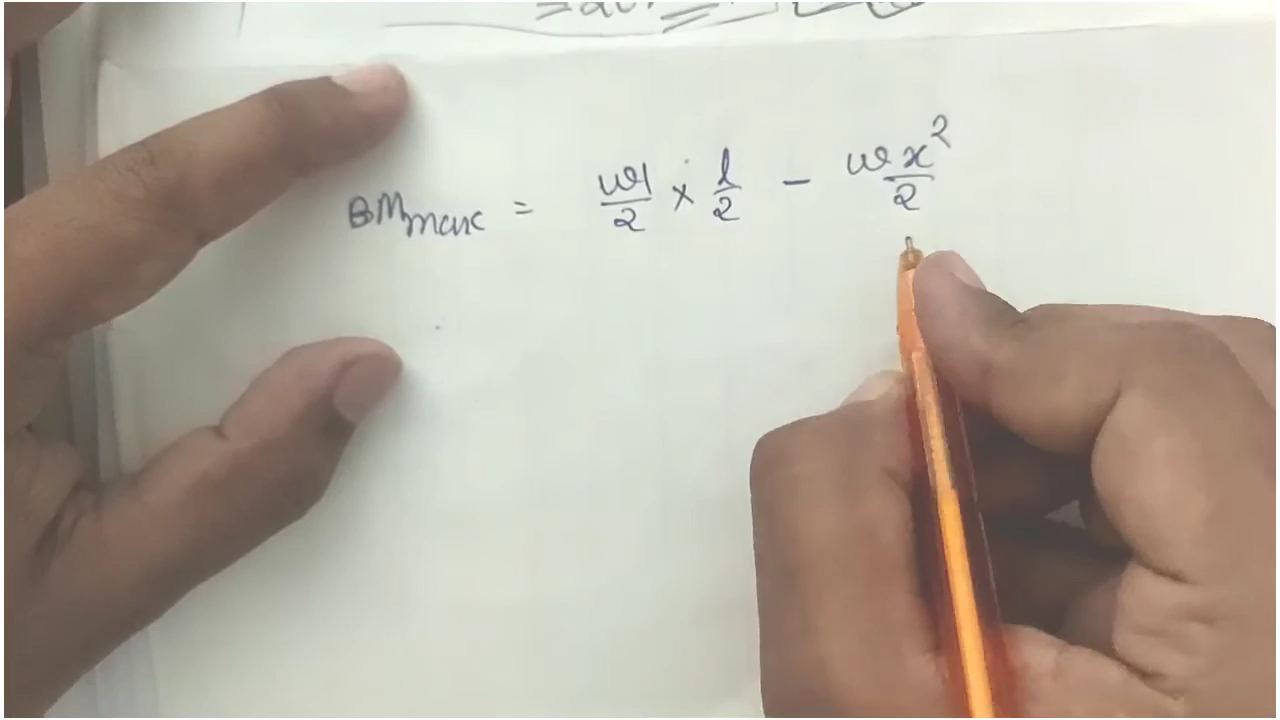 BMmax = wl/2 × l/2 - wx²/2